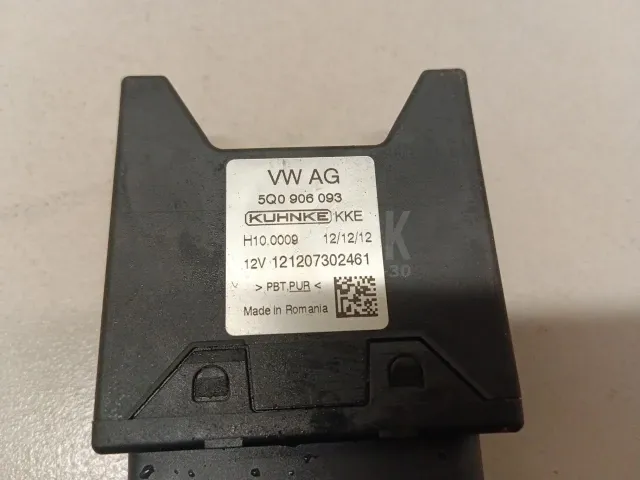 VW AG
5Q0 906 093
KUHNKE KKE
H10.0009 12/12/12
12V 121207302461
> PBT.PUR <
Made in Romania
K
30